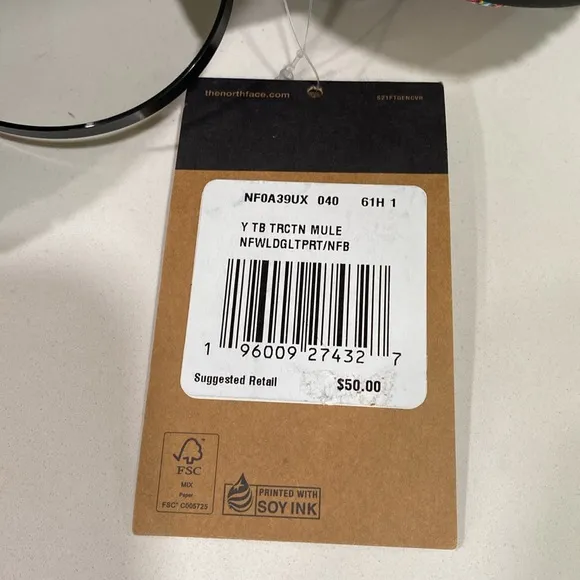 thenorthface.com
NF0A39UX 040 61H 1
Y TB TRCTN MULE
NFWLDGLTPRT/NFB
1 96009 27432 7
Suggested Retail $50.00
FSC
MIX
Paper
FSC® C005725
PRINTED WITH
SOY INK